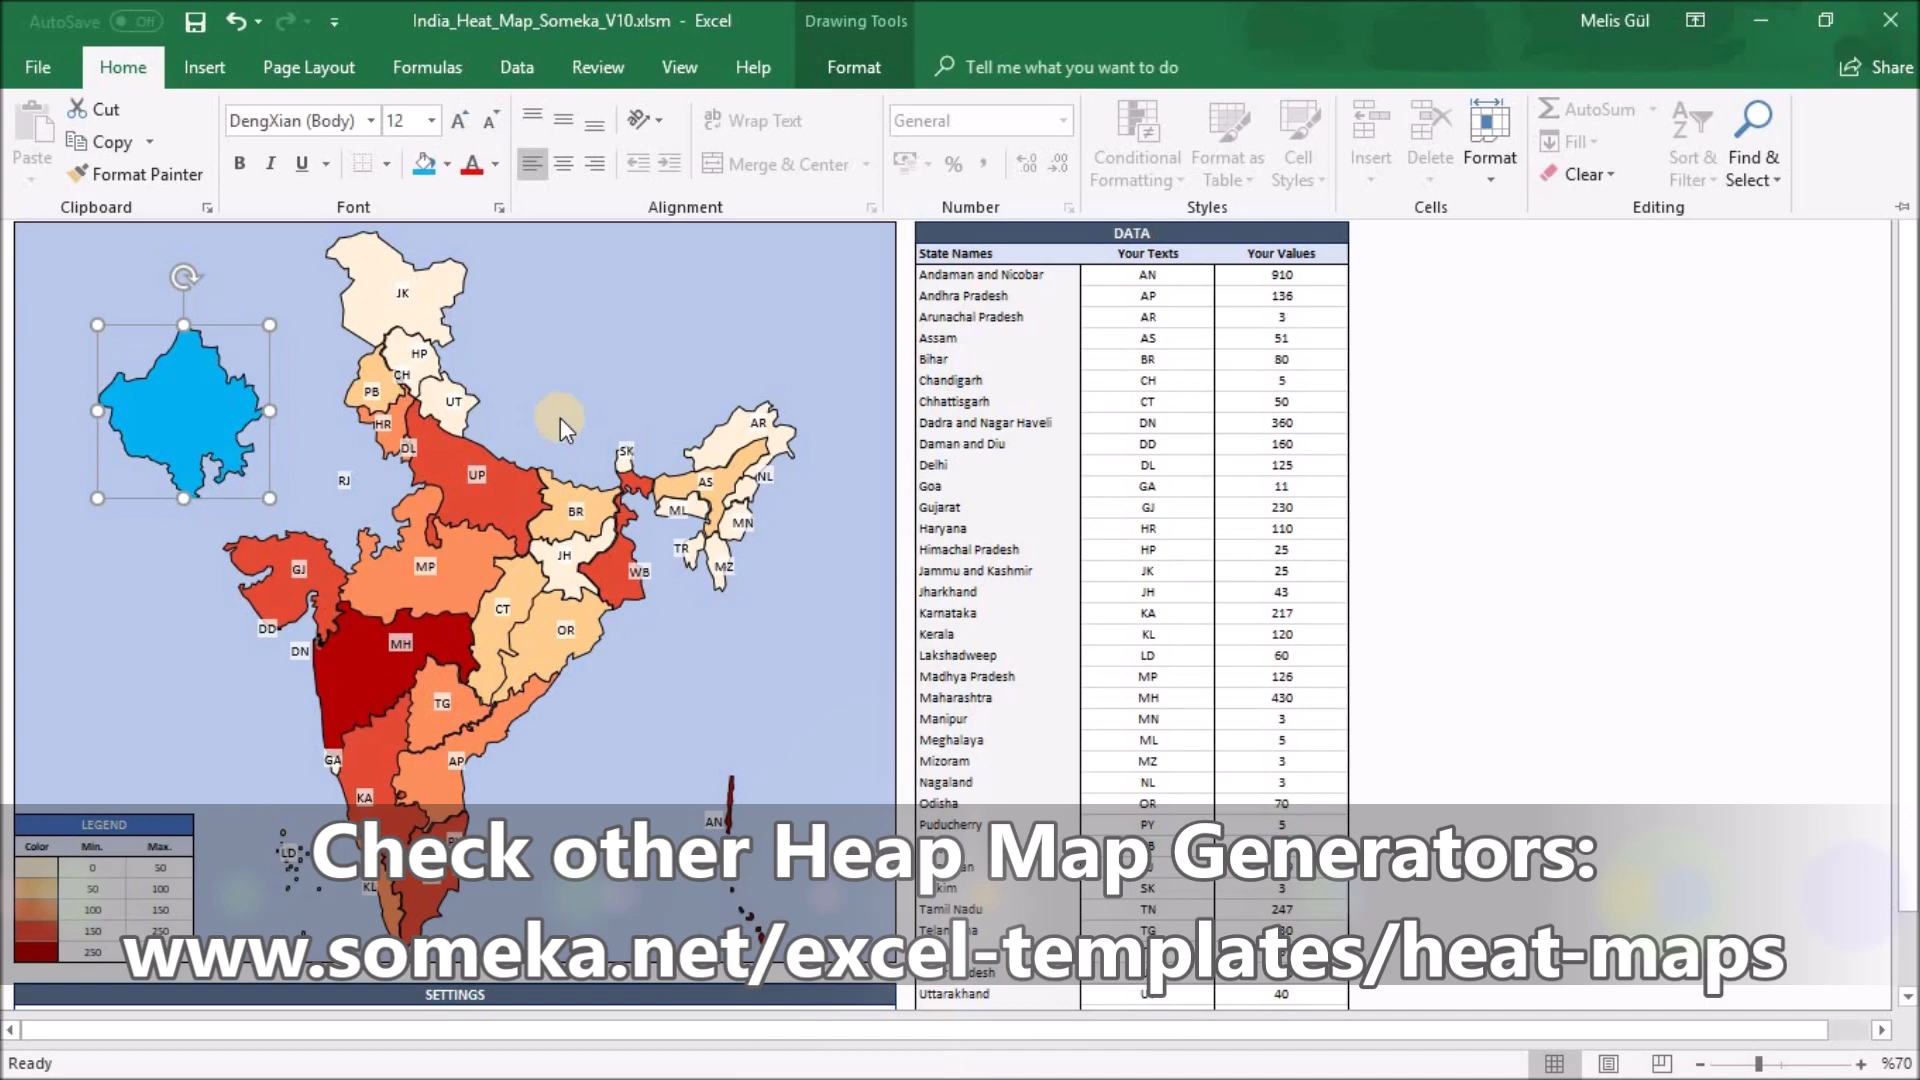 AutoSave Off India_Heat_Map_Someka_V10.xlsm - Excel Drawing Tools Melis Gül
File Home Insert Page Layout Formulas Data Review View Help Format Tell me what you want to do Share
Cut
Copy
Format Painter
Paste
Clipboard
DengXian (Body) 12
B I U
Font
Wrap Text
Merge & Center
Alignment
General
%
Number
Conditional Formatting
Format as Table
Cell Styles
Styles
Insert
Delete
Format
Cells
AutoSum
Fill
Clear
Sort & Filter
Find & Select
Editing
JK
HP
CH
PB
UT
HR
DL
RJ
UP
SK
AR
AS
NL
BR
ML
MN
JH
TR
MZ
WB
GJ
MP
CT
OR
DD
DN
MH
TG
GA
AP
KA
AN
LD
KL
LEGEND
Color Min. Max.
0 50
50 100
100 150
150 250
250
SETTINGS
DATA
State Names Your Texts Your Values
Andaman and Nicobar AN 910
Andhra Pradesh AP 136
Arunachal Pradesh AR 3
Assam AS 51
Bihar BR 80
Chandigarh CH 5
Chhattisgarh CT 50
Dadra and Nagar Haveli DN 360
Daman and Diu DD 160
Delhi DL 125
Goa GA 11
Gujarat GJ 230
Haryana HR 110
Himachal Pradesh HP 25
Jammu and Kashmir JK 25
Jharkhand JH 43
Karnataka KA 217
Kerala KL 120
Lakshadweep LD 60
Madhya Pradesh MP 126
Maharashtra MH 430
Manipur MN 3
Meghalaya ML 5
Mizoram MZ 3
Nagaland NL 3
Odisha OR 70
Puducherry PY 5
SK 3
Tamil Nadu TN 247
TG
Uttarakhand 40
Check other Heap Map Generators:
www.someka.net/excel-templates/heat-maps
Ready %70